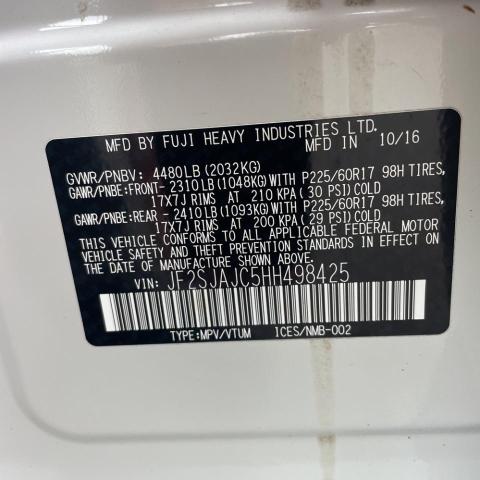 MFD BY FUJI HEAVY INDUSTRIES LTD.
MFD IN 10/16
GVWR/PNBV: 4480LB (2032KG)
GAWR/PNBE:FRONT- 2310LB (1048KG)WITH P225/60R17 98H TIRES,
17X7J RIMS AT 210 KPA ( 30 PSI)COLD
GAWR/PNBE:REAR - 2410LB (1093KG)WITH P225/60R17 98H TIRES,
17X7J RIMS AT 200 KPA ( 29 PSI)COLD
THIS VEHICLE CONFORMS TO ALL APPLICABLE FEDERAL MOTOR
VEHICLE SAFETY AND THEFT PREVENTION STANDARDS IN
EFFECT ON THE DATE OF MANUFACTURE SHOWN ABOVE.
VIN: JF2SJAJC5HH498425
TYPE:MPV/VTUM ICES/NMB-002